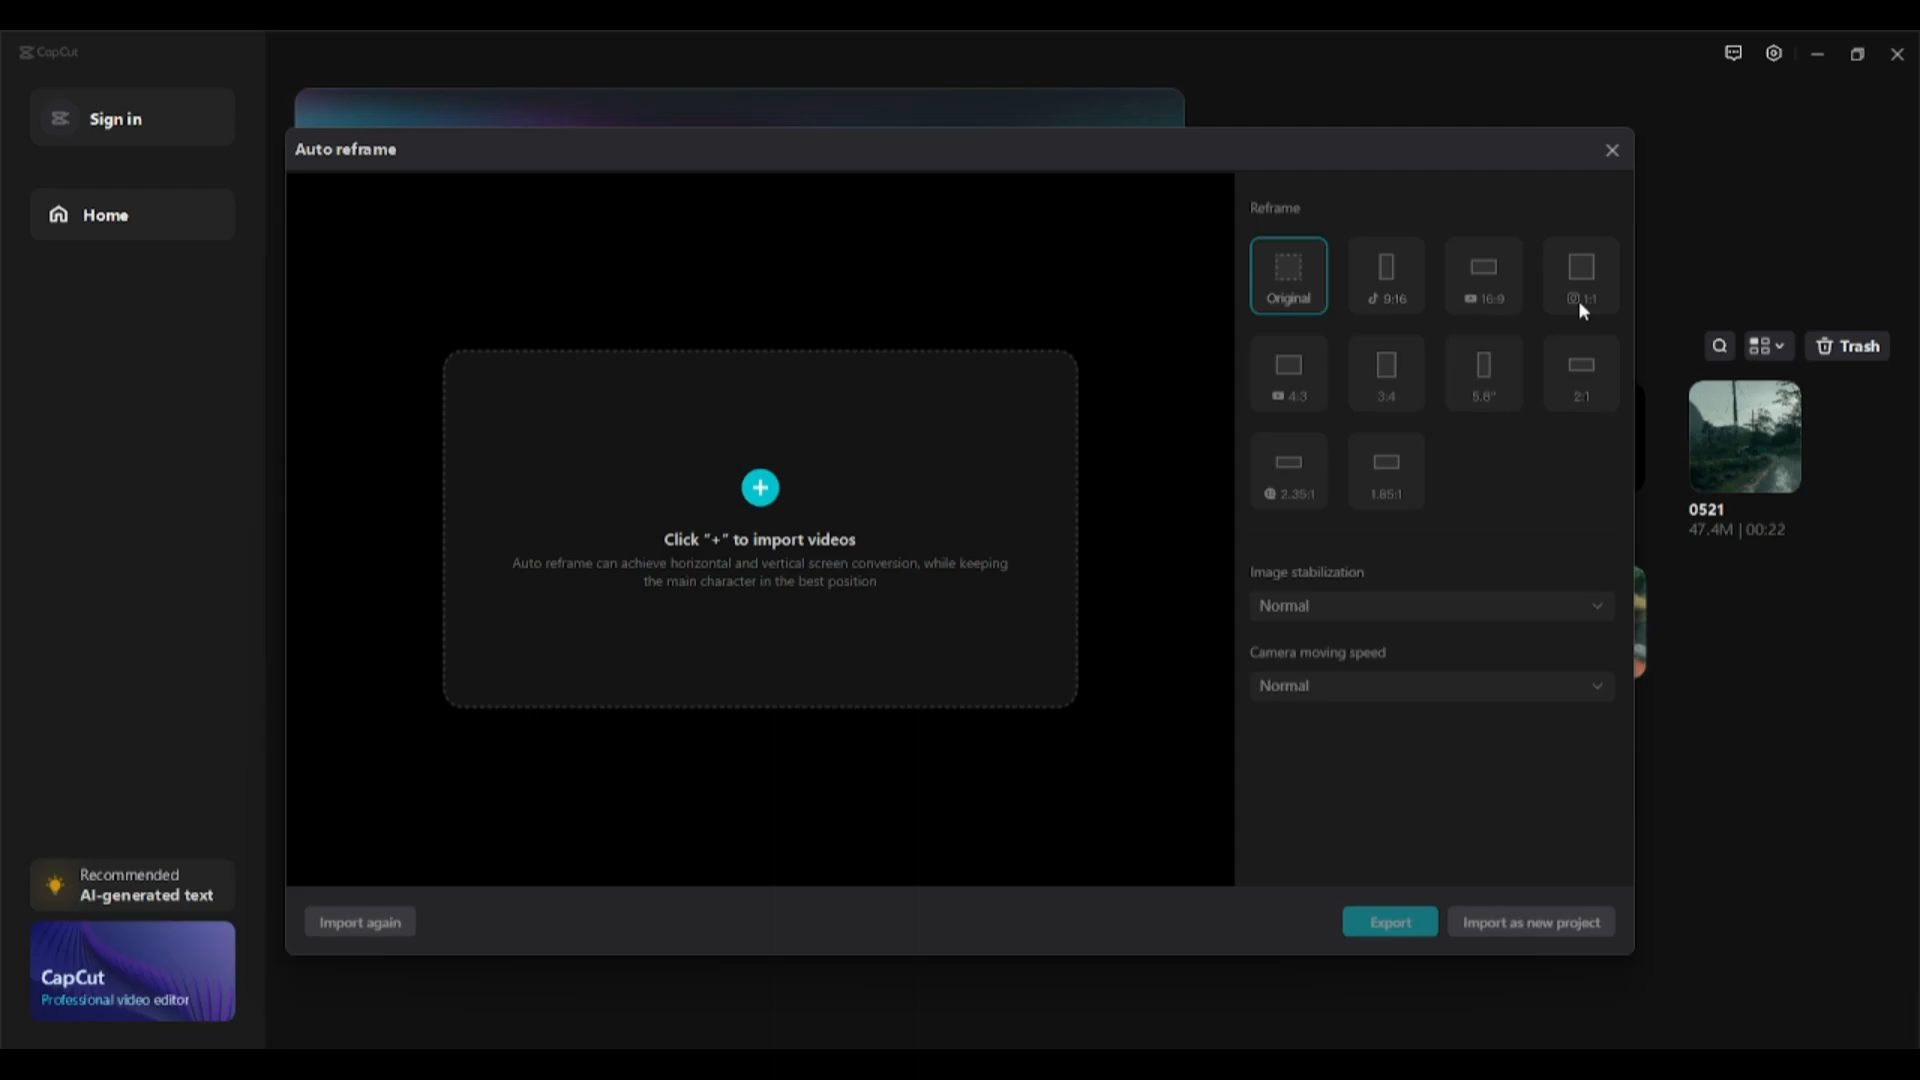 CapCut
Sign in
Home
Auto reframe
Reframe
Original
9:16
16:9
1:1
4:3
3:4
5.8"
2:1
2.35:1
1.85:1
Click "+" to import videos
Auto reframe can achieve horizontal and vertical screen conversion, while keeping
the main character in the best position
Image stabilization
Normal
Camera moving speed
Normal
Trash
0521
47.4M | 00:22
Recommended
AI-generated text
CapCut
Professional video editor
Import again
Export
Import as new project